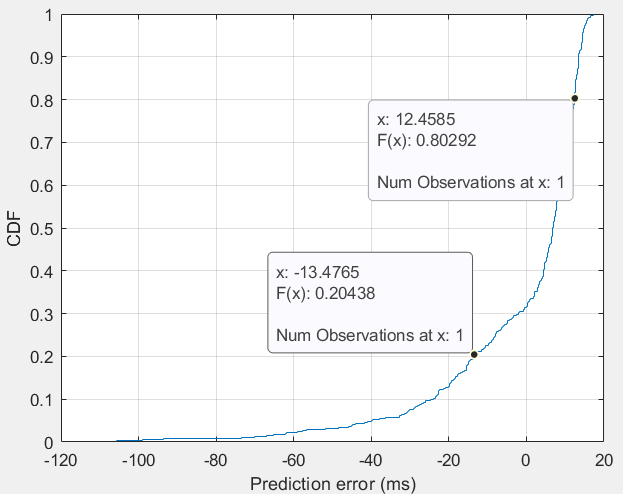 1
0.9
0.8
0.7
0.6
0.5
0.4
0.3
0.2
0.1
0
CDF
x: 12.4585
F(x): 0.80292
Num Observations at x: 1
x: -13.4765
F(x): 0.20438
Num Observations at x: 1
-120 -100 -80 -60 -40 -20 0 20
Prediction error (ms)